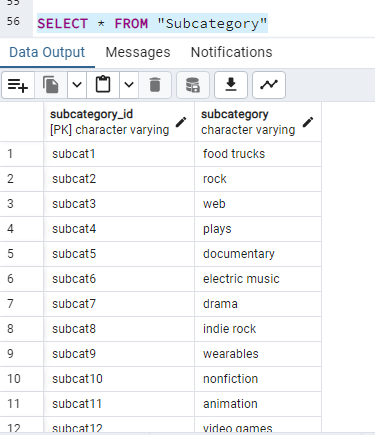 55
56 SELECT * FROM "Subcategory"
Data Output Messages Notifications
subcategory_id subcategory
[PK] character varying character varying
1 subcat1 food trucks
2 subcat2 rock
3 subcat3 web
4 subcat4 plays
5 subcat5 documentary
6 subcat6 electric music
7 subcat7 drama
8 subcat8 indie rock
9 subcat9 wearables
10 subcat10 nonfiction
11 subcat11 animation
12 subcat12 video games